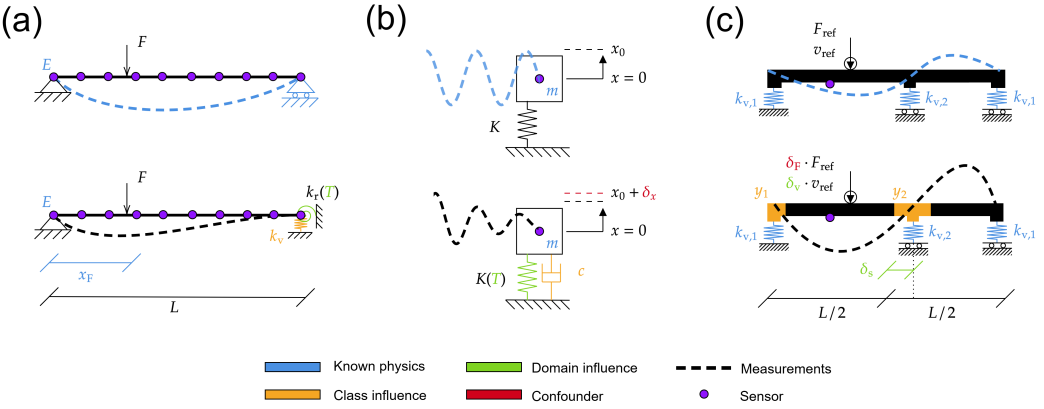 (a)
F
E
F
E
k_r(T)
k_v
x_F
L
(b)
x_0
x = 0
m
K
x_0 + δ_x
x = 0
m
K(T)
c
(c)
F_ref
v_ref
k_v,1
k_v,2
k_v,1
δ_F · F_ref
δ_v · v_ref
y_1
y_2
k_v,1
k_v,2
k_v,1
δ_s
L/2
L/2
Known physics
Domain influence
Measurements
Class influence
Confounder
Sensor